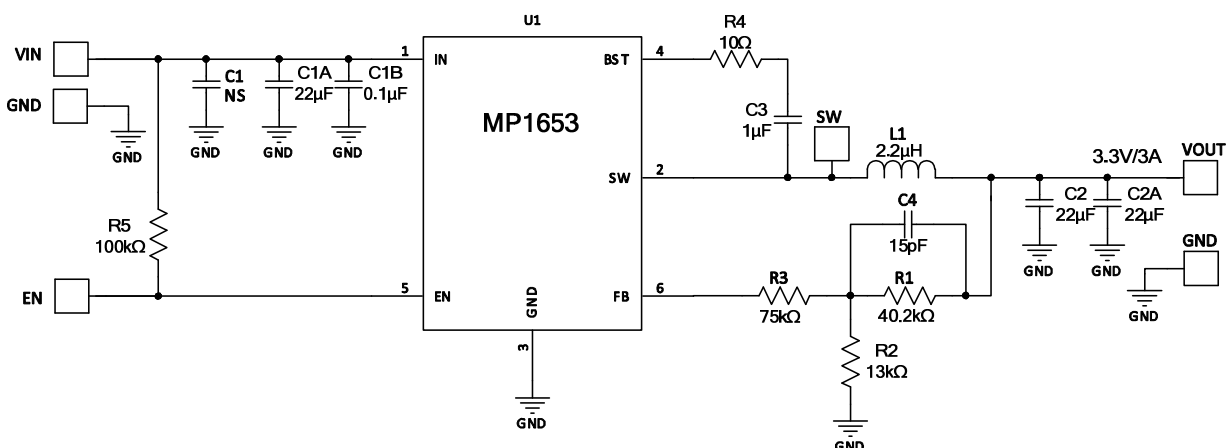 U1
R4
10Ω
VIN
1
IN
BST
4
C1
NS
C1A
22µF
C1B
0.1µF
GND
GND
GND
GND
GND
MP1653
C3
1µF
SW
L1
2.2µH
3.3V/3A
VOUT
SW
2
R5
100kΩ
C4
15pF
C2
22µF
C2A
22µF
GND
GND
GND
GND
EN
5
EN
GND
FB
6
R3
75kΩ
R1
40.2kΩ
3
R2
13kΩ
GND
GND